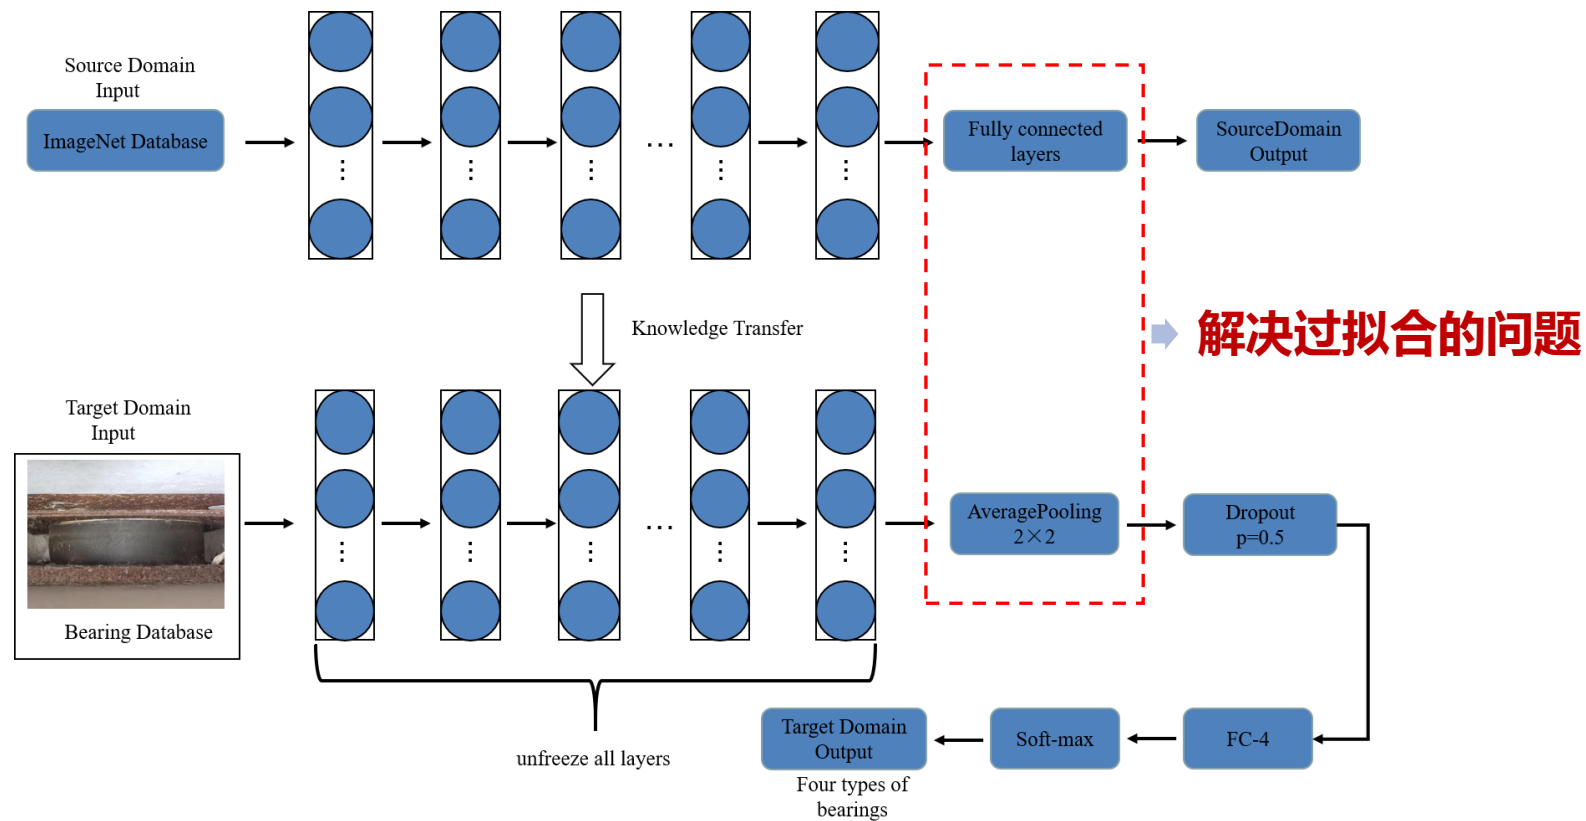 Source Domain
Input
ImageNet Database
...
Fully connected
layers
SourceDomain
Output
Knowledge Transfer
解决过拟合的问题
Target Domain
Input
Bearing Database
...
AveragePooling
2×2
Dropout
p=0.5
unfreeze all layers
Target Domain
Output
Soft-max
FC-4
Four types of
bearings